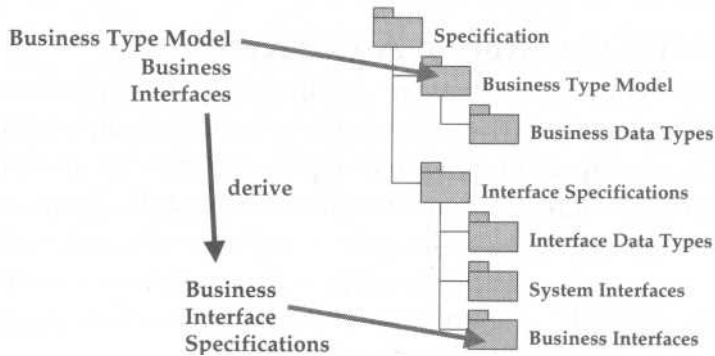 Business Type Model
Business
Interfaces
derive
Business
Interface
Specifications
Specification
Business Type Model
Business Data Types
Interface Specifications
Interface Data Types
System Interfaces
Business Interfaces